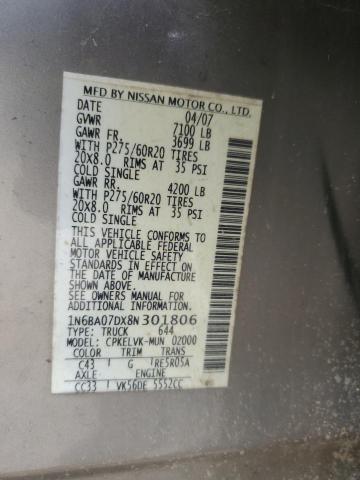 MFD BY NISSAN MOTOR CO., LTD.
DATE 04/07
GVWR 7100 LB
GAWR FR. 3699 LB
WITH P275/60R20 TIRES
20X8.0 RIMS AT 35 PSI
COLD SINGLE
GAWR RR. 4200 LB
WITH P275/60R20 TIRES
20X8.0 RIMS AT 35 PSI
COLD SINGLE
THIS VEHICLE CONFORMS TO
ALL APPLICABLE FEDERAL
MOTOR VEHICLE SAFETY
STANDARDS IN EFFECT ON
THE DATE OF MANUFACTURE
SEE OWNERS MANUAL FOR
ADDITIONAL INFORMATION.
1N6BA07DX8N301806
TYPE: TRUCK 644
MODEL: CPKELVK-MUN 02000
COLOR TRIM TRANS
C43 G RE5R05A
AXLE ENGINE
CC33 VK56DE 5552CC